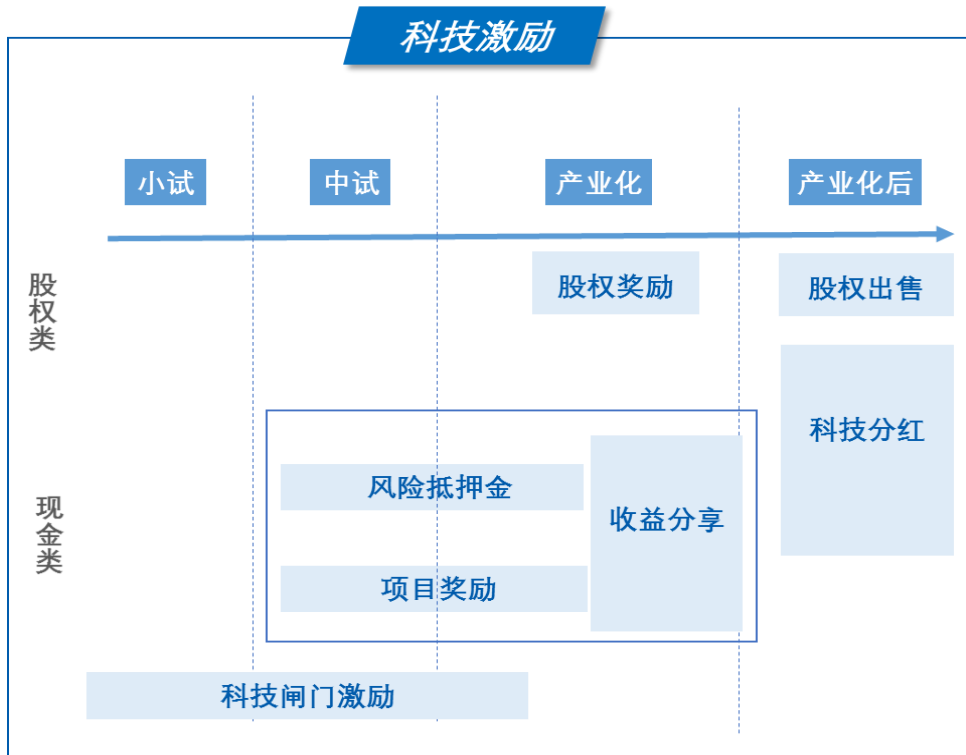 科技激励
小试
中试
产业化
产业化后
股权类
股权奖励
股权出售
科技分红
现金类
风险抵押金
收益分享
项目奖励
科技闸门激励